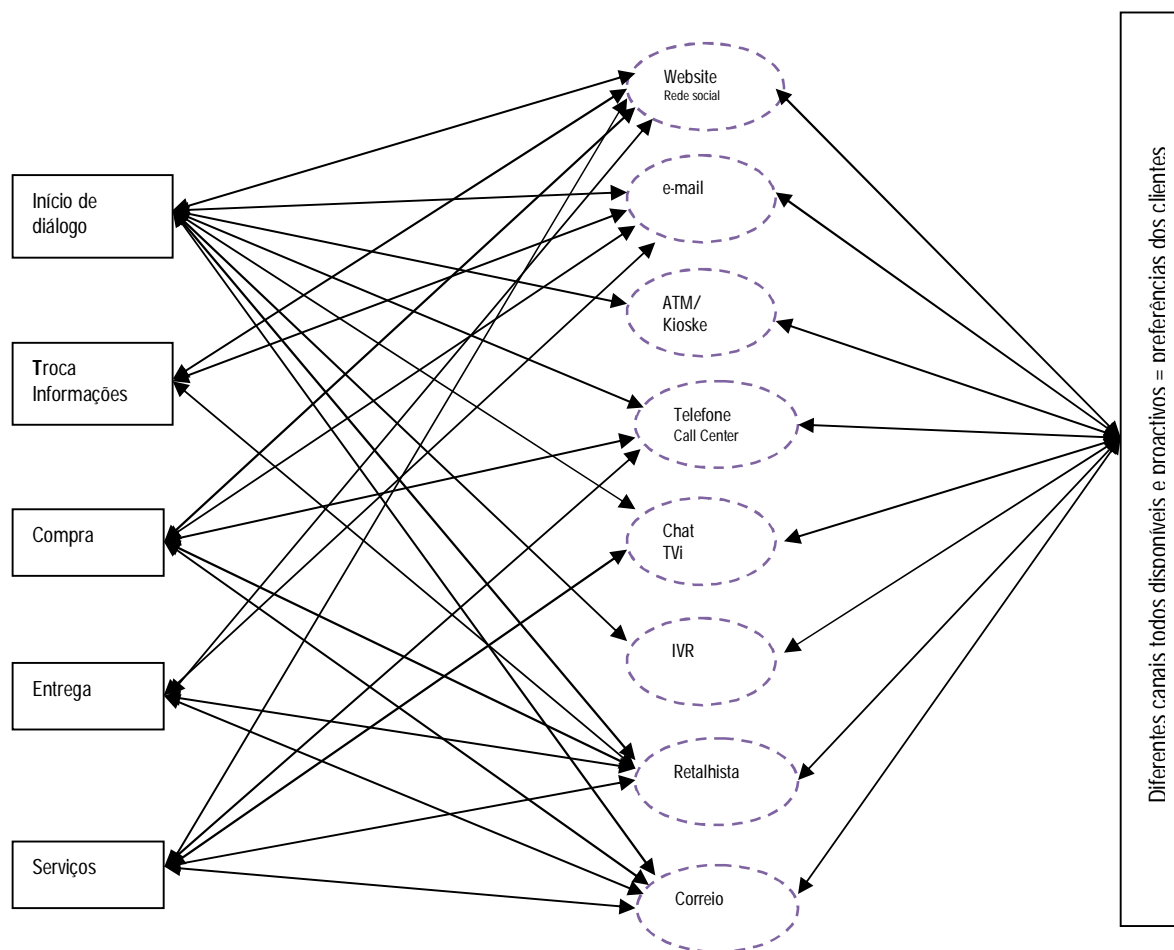 Website
Rede social
e-mail
Início de
diálogo
ATM/
Kioske
Troca
Informações
Telefone
Call Center
Compra
Chat
TVi
IVR
Entrega
Retalhista
Serviços
Correio
Diferentes canais todos disponíveis e proactivos = preferências dos clientes